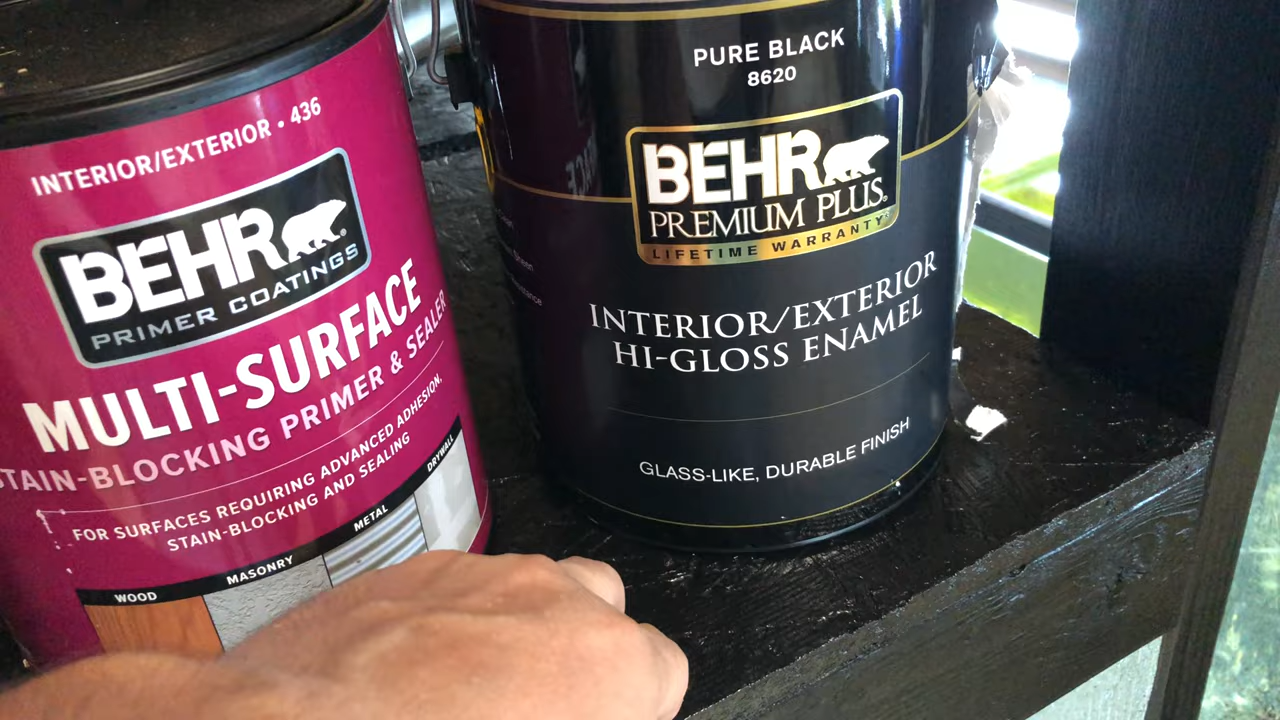 INTERIOR/EXTERIOR • 436
BEHR
PRIMER COATINGS
MULTI-SURFACE
STAIN-BLOCKING PRIMER & SEALER
FOR SURFACES REQUIRING ADVANCED ADHESION,
STAIN-BLOCKING AND SEALING
WOOD
MASONRY
METAL
DRYWALL
PURE BLACK
8620
BEHR
PREMIUM PLUS®
LIFETIME WARRANTY
INTERIOR/EXTERIOR
HI-GLOSS ENAMEL
GLASS-LIKE, DURABLE FINISH